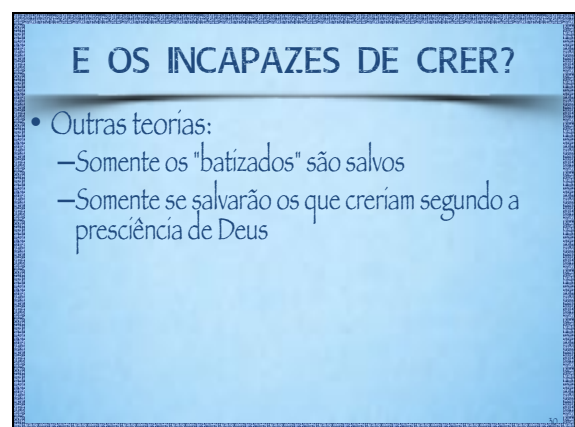 E OS INCAPAZES DE CRER?
• Outras teorias:
–Somente os "batizados" são salvos
–Somente se salvarão os que creriam segundo a
presciência de Deus
30